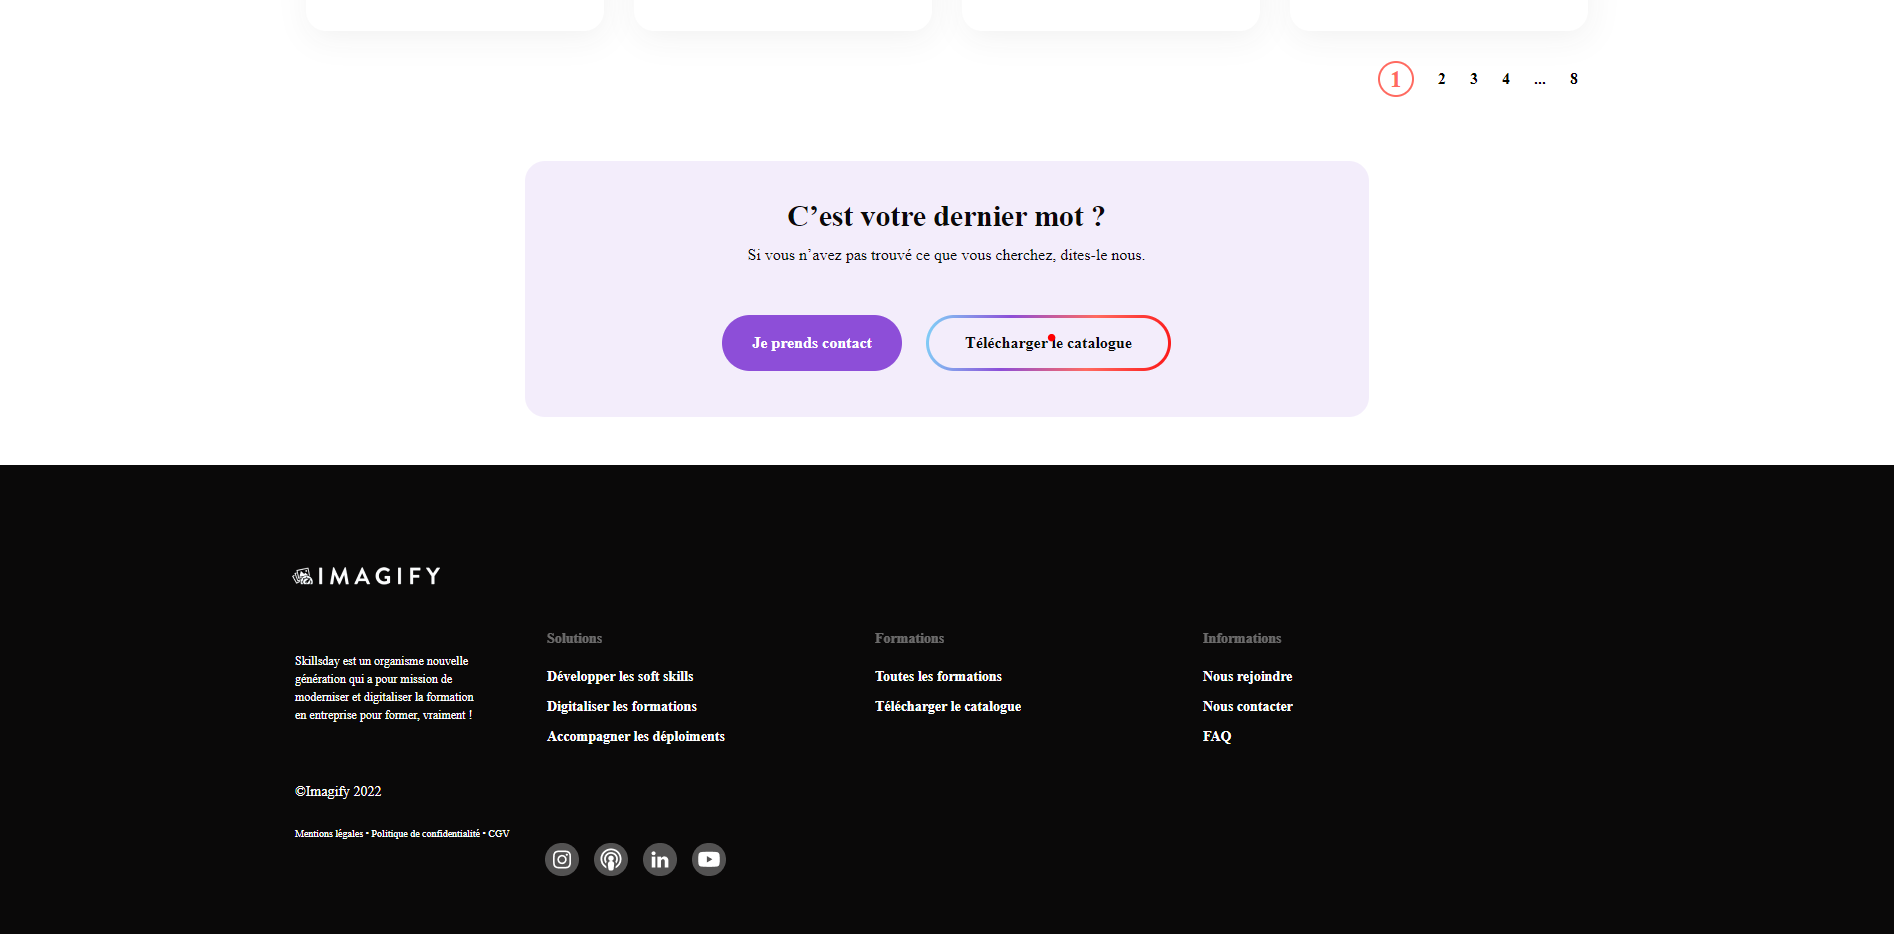 1 2 3 4 ... 8
C’est votre dernier mot ?
Si vous n’avez pas trouvé ce que vous cherchez, dites-le nous.
Je prends contact
Télécharger le catalogue
IMAGIFY
Skillsday est un organisme nouvelle
génération qui a pour mission de
moderniser et digitaliser la formation
en entreprise pour former, vraiment !
©Imagify 2022
Mentions légales • Politique de confidentialité • CGV
Solutions
Développer les soft skills
Digitaliser les formations
Accompagner les déploiments
Formations
Toutes les formations
Télécharger le catalogue
Informations
Nous rejoindre
Nous contacter
FAQ
in